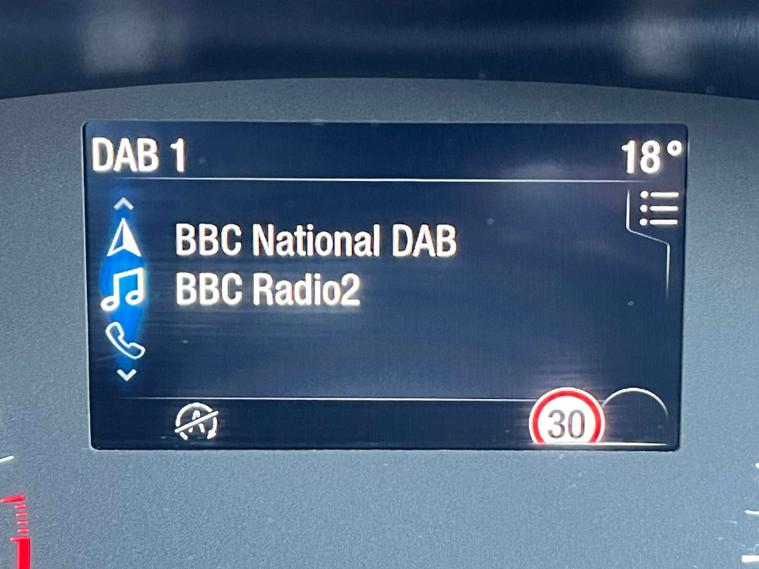 DAB 1
18°
BBC National DAB
BBC Radio2
A
30